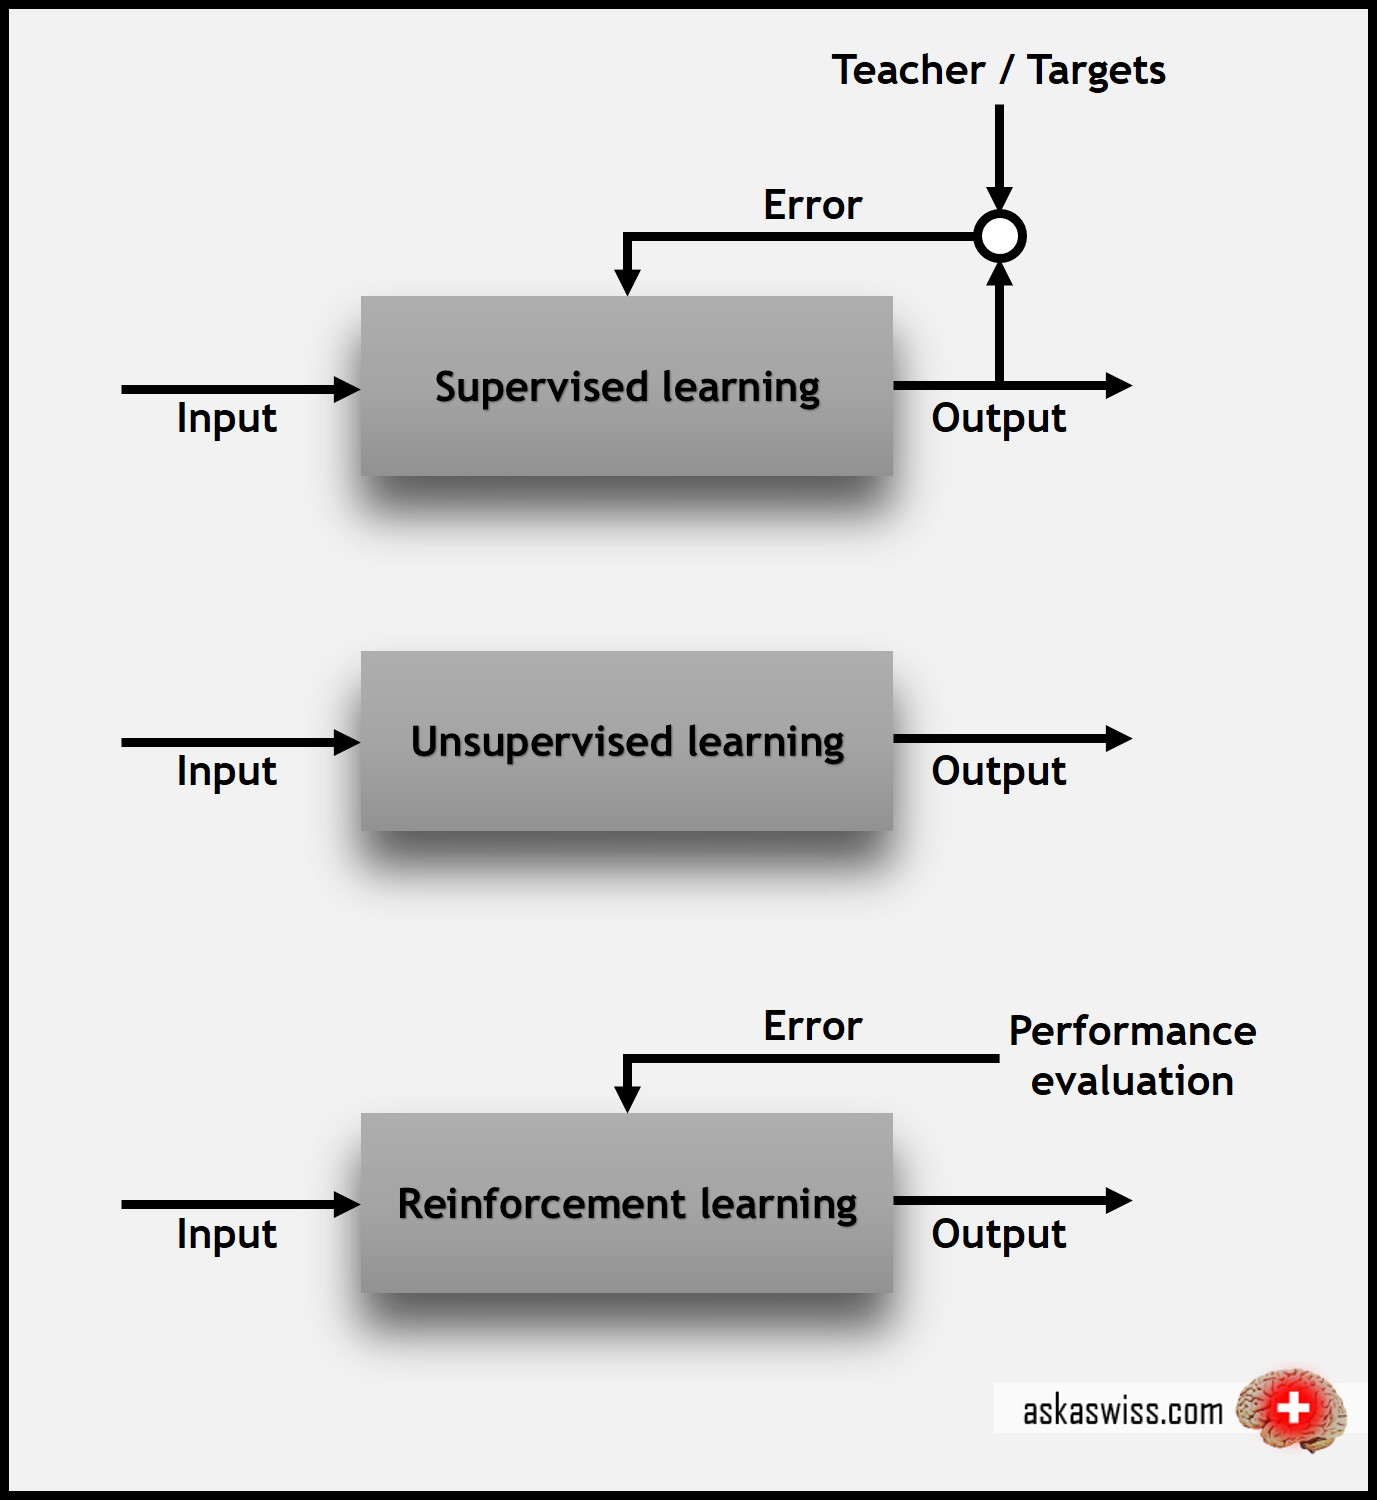 Teacher / Targets
Error
Supervised learning
Input
Output
Unsupervised learning
Input
Output
Error
Performance
evaluation
Reinforcement learning
Input
Output
askaswiss.com